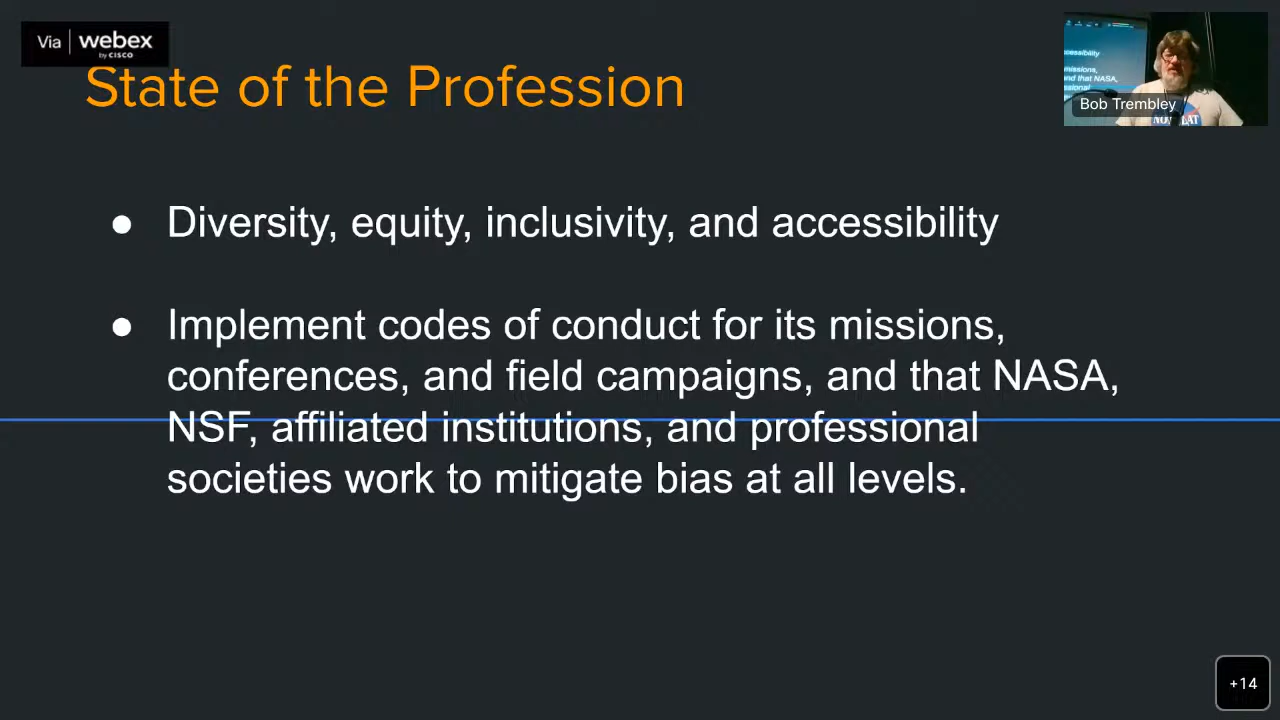 Via webex
by CISCO
State of the Profession
Bob Trembley
● Diversity, equity, inclusivity, and accessibility
● Implement codes of conduct for its missions,
conferences, and field campaigns, and that NASA,
NSF, affiliated institutions, and professional
societies work to mitigate bias at all levels.
+14